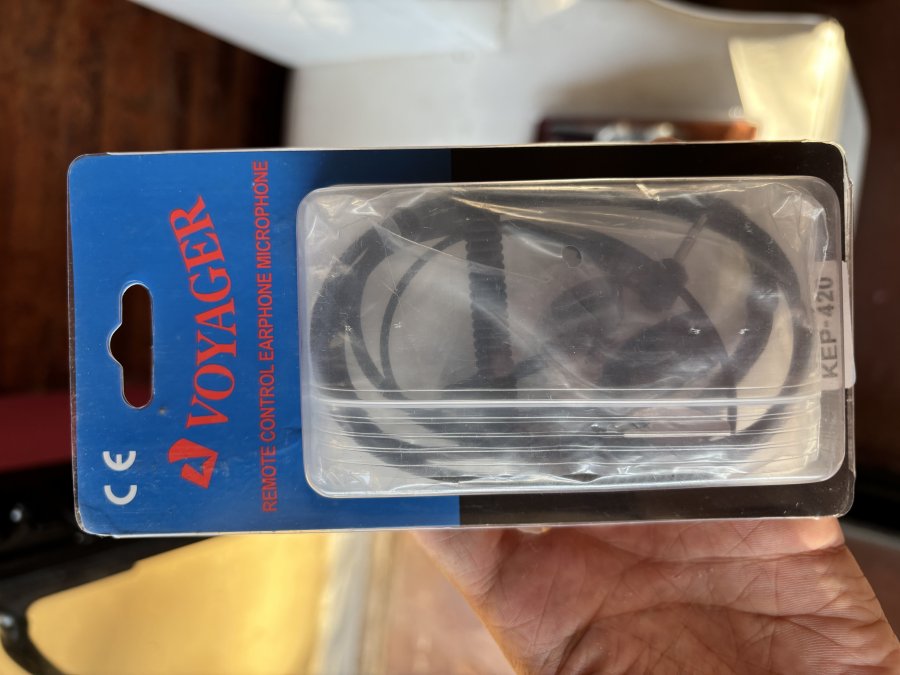 CE
VOYAGER
REMOTE CONTROL EARPHONE MICROPHONE
KEP-420